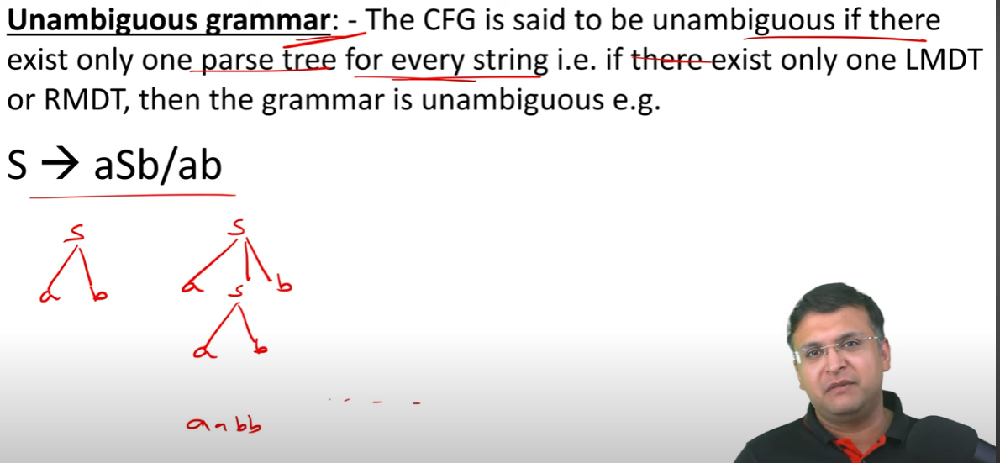 Unambiguous grammar: - The CFG is said to be unambiguous if there
exist only one parse tree for every string i.e. if there exist only one LMDT
or RMDT, then the grammar is unambiguous e.g.
S → aSb/ab
S S
a b a S b
a b
aabb